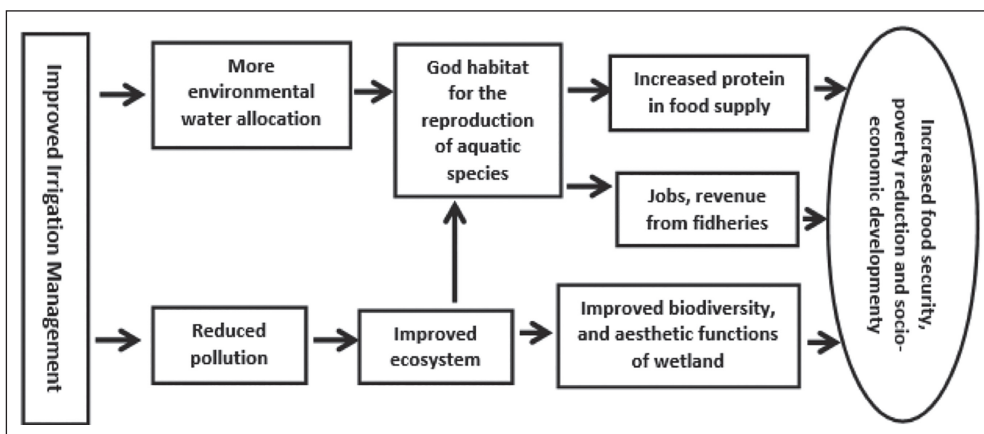 Improved Irrigation Management
More
environmental
water allocation
God habitat
for the
reproduction
of aquatic
species
Increased protein
in food supply
Jobs, revenue
from fidheries
Increased food security,
poverty reduction and socio-
economic developmenty
Reduced
pollution
Improved
ecosystem
Improved biodiversity,
and aesthetic functions
of wetland